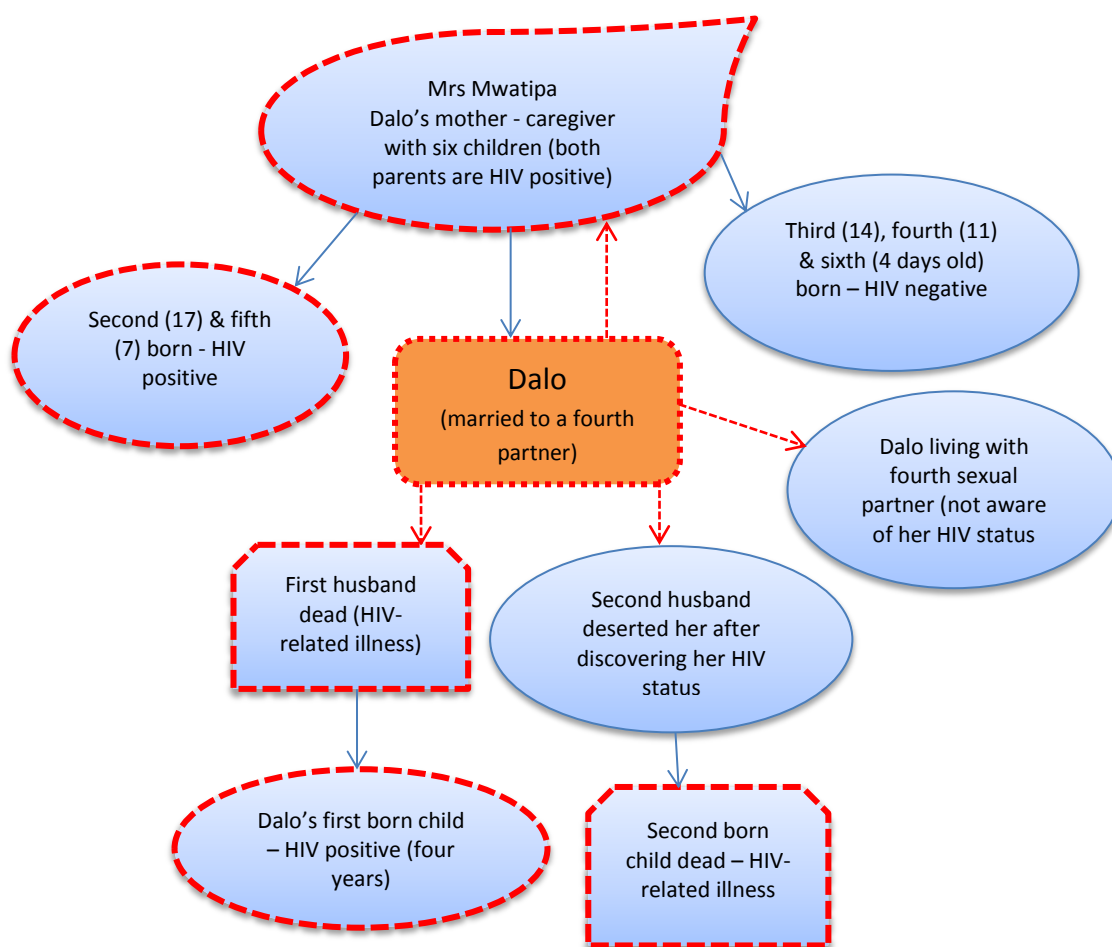 Mrs Mwatipa
Dalo’s mother - caregiver
with six children (both
parents are HIV positive)
Third (14), fourth (11)
& sixth (4 days old)
born – HIV negative
Second (17) & fifth
(7) born - HIV
positive
Dalo
(married to a fourth
partner)
Dalo living with
fourth sexual
partner (not aware
of her HIV status
First husband
dead (HIV-
related illness)
Second husband
deserted her after
discovering her HIV
status
Dalo’s first born child
– HIV positive (four
years)
Second born
child dead – HIV-
related illness